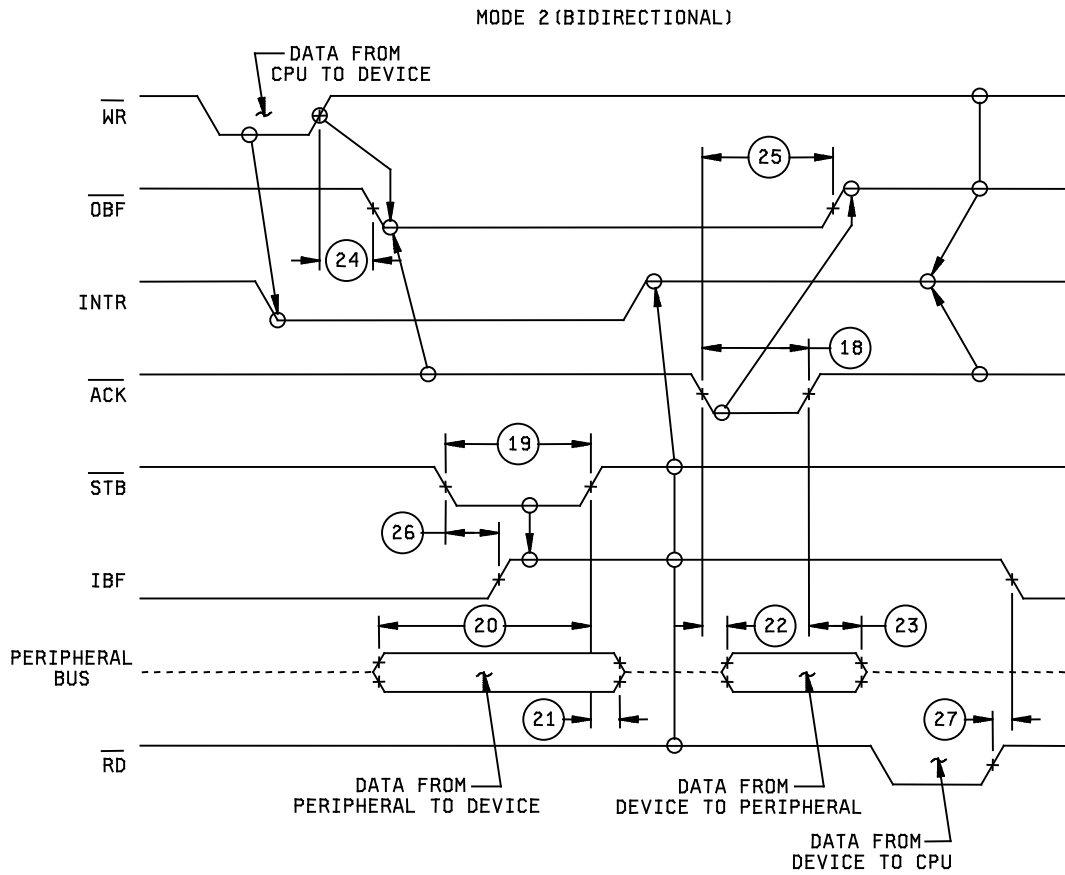 MODE 2 (BIDIRECTIONAL)
DATA FROM
CPU TO DEVICE
WR
25
OBF
24
INTR
18
ACK
19
STB
26
IBF
20
22
23
PERIPHERAL
BUS
21
27
RD
DATA FROM
PERIPHERAL TO DEVICE
DATA FROM
DEVICE TO PERIPHERAL
DATA FROM
DEVICE TO CPU